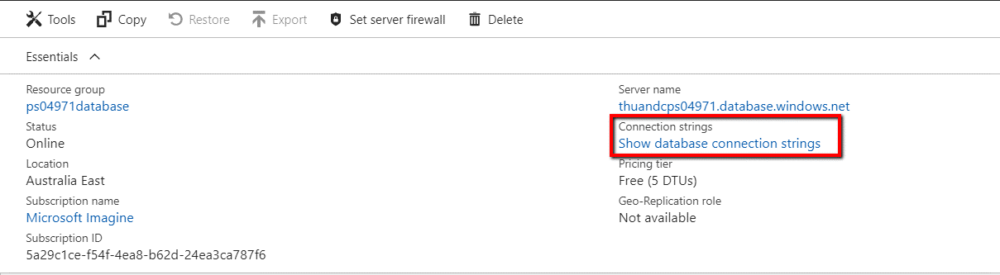 Tools Copy Restore Export Set server firewall Delete
Essentials
Resource group
ps04971database
Status
Online
Location
Australia East
Subscription name
Microsoft Imagine
Subscription ID
5a29c1ce-f54f-4ea8-b62d-24ea3ca787f6
Server name
thuandcps04971.database.windows.net
Connection strings
Show database connection strings
Pricing tier
Free (5 DTUs)
Geo-Replication role
Not available